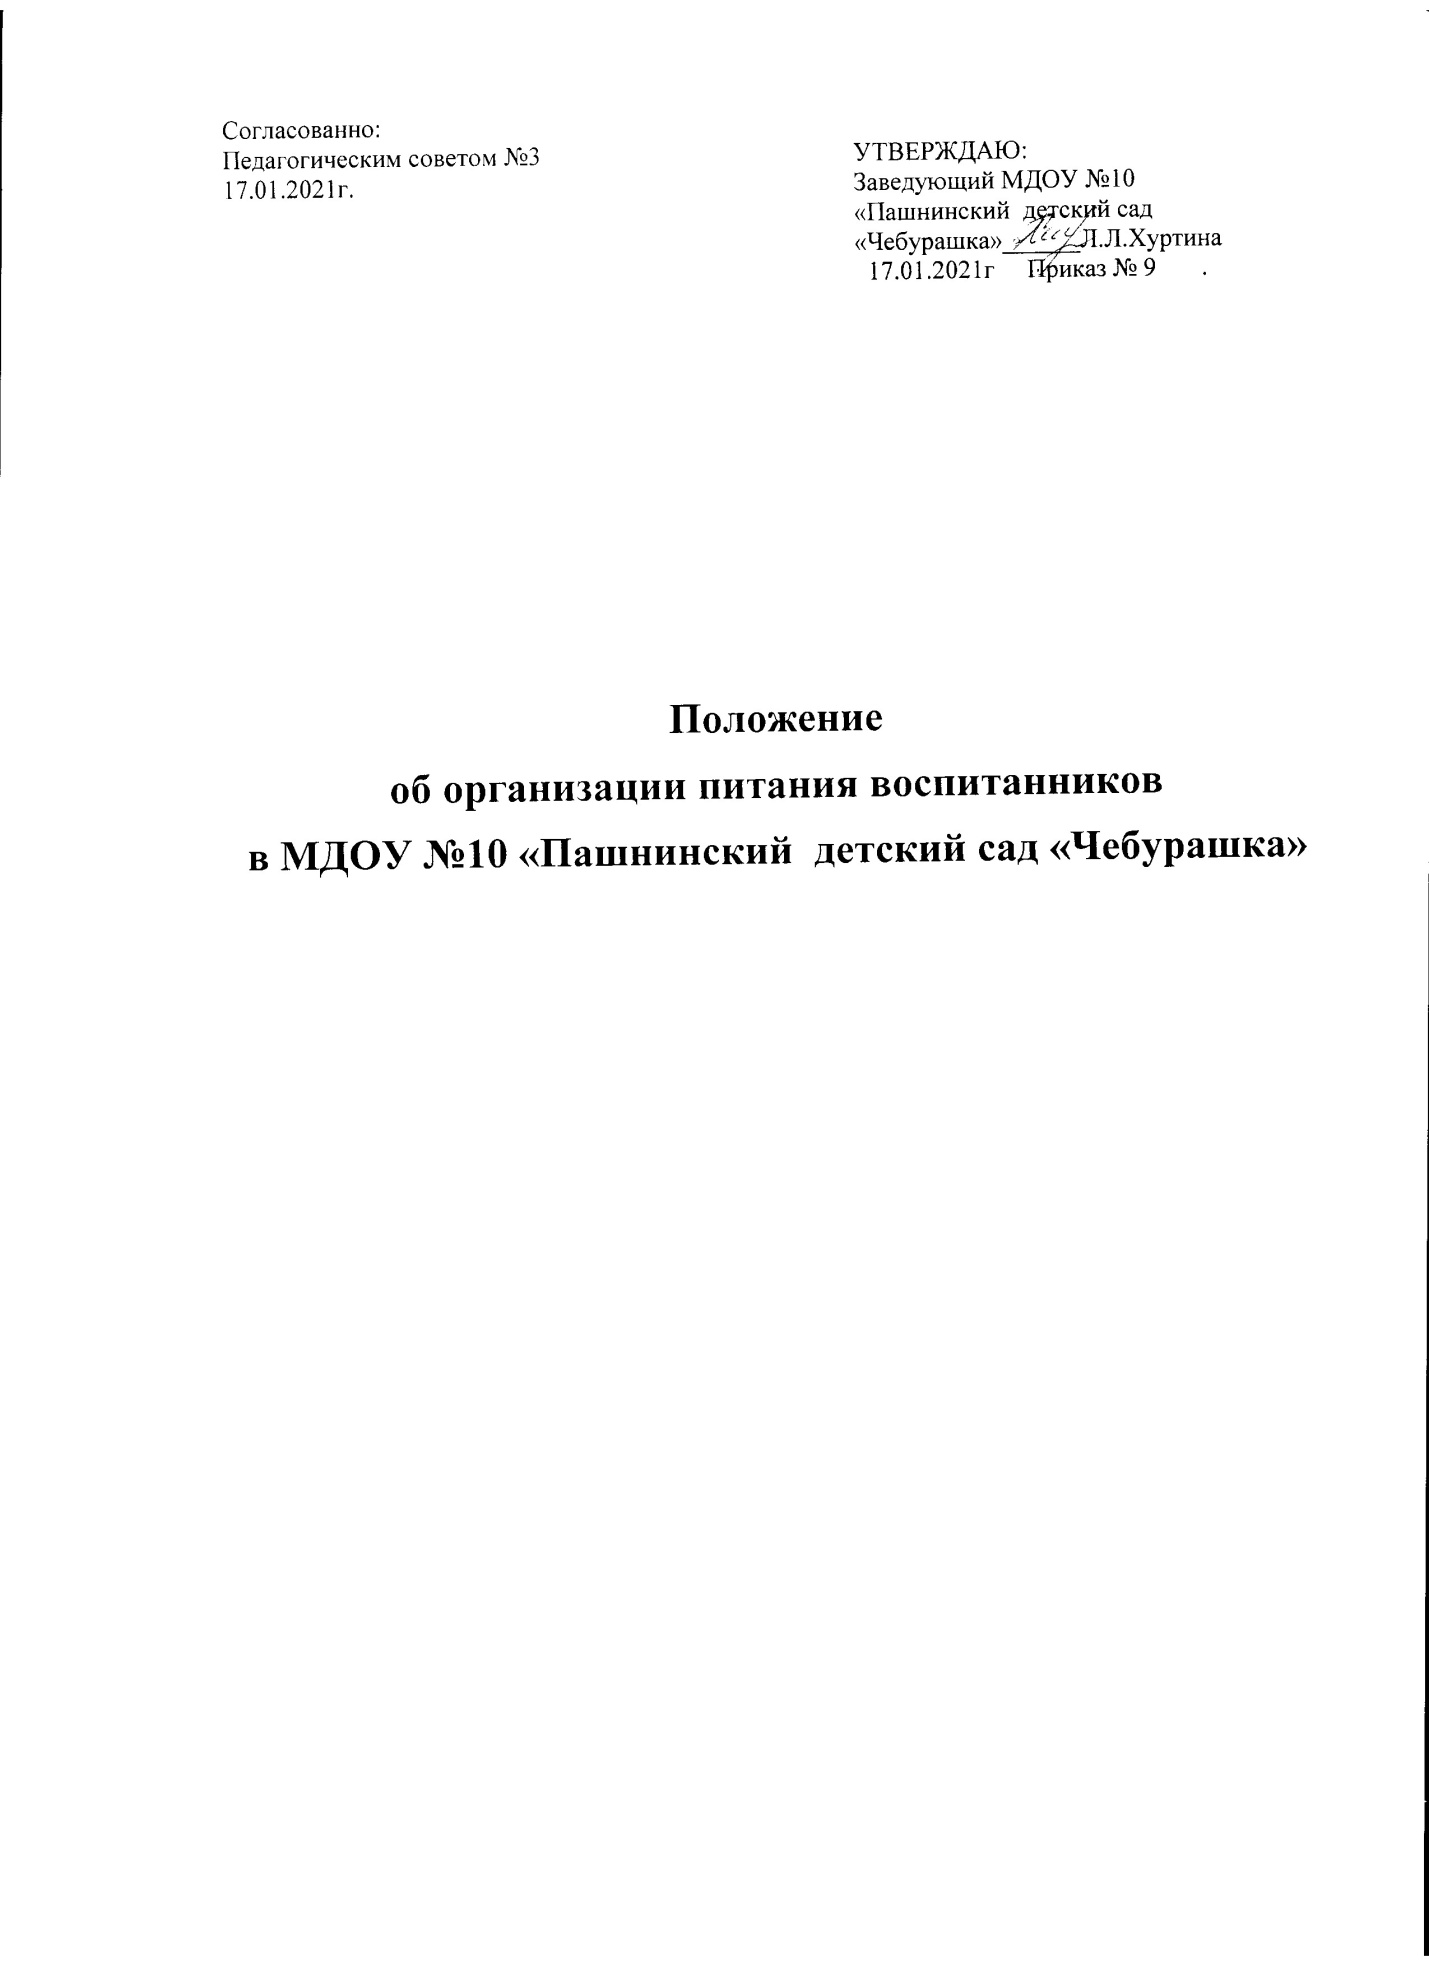 Согласованно:
Педагогическим советом №3
17.01.2021г.
УТВЕРЖДАЮ:
Заведующий МДОУ №10
«Пашнинский детский сад
«Чебурашка»______Л.Л.Хуртина
17.01.2021г Приказ № 9 .
Положение
об организации питания воспитанников
в МДОУ №10 «Пашнинский детский сад «Чебурашка»